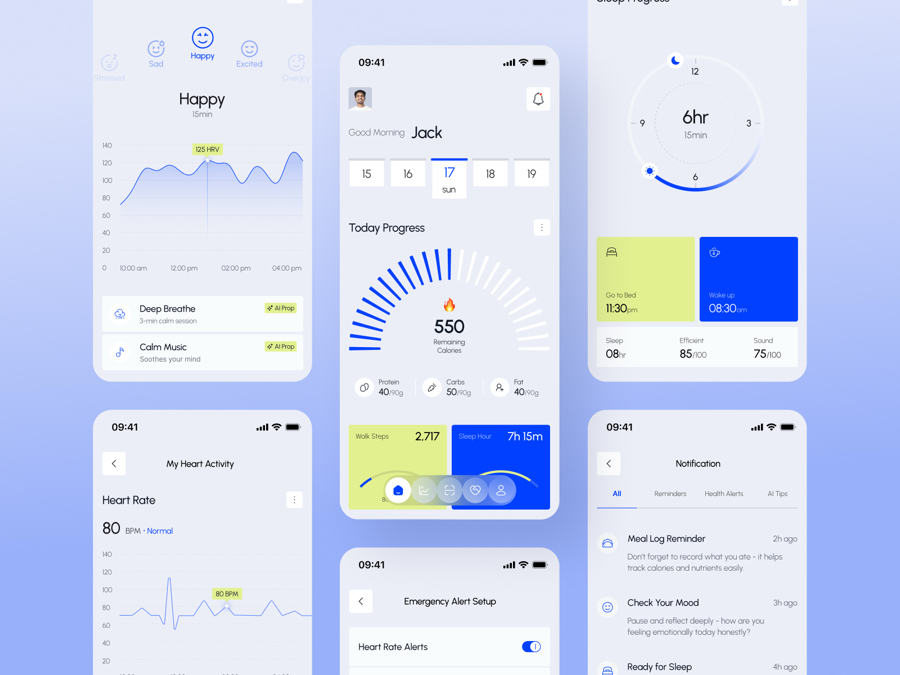 Stressed
Sad
Happy
Excited
Overjoy
Happy
15min
140
125 HRV
120
100
80
60
40
20
0
10:00 am
12:00 pm
02:00 pm
04:00 pm
Deep Breathe
AI Prop
3-min calm session
Calm Music
AI Prop
Soothes your mind
09:41
My Heart Activity
Heart Rate
80 BPM • Normal
140
120
100
80 BPM
80
60
40
20
09:41
Good Morning Jack
15
16
17
sun
18
19
Today Progress
550
Remaining
Calories
Protein
40/90g
Carbs
50/90g
Fat
40/90g
Walk Steps
2,717
Sleep Hour
7h 15m
09:41
Emergency Alert Setup
Heart Rate Alerts
Sleep Progress
12
9
6hr
3
15min
6
Go to Bed
11:30pm
Wake up
08:30am
Sleep
08hr
Efficient
85/100
Sound
75/100
09:41
Notification
All
Reminders
Health Alerts
AI Tips
Meal Log Reminder
2h ago
Don't forget to record what you ate - it helps
track calories and nutrients easily.
Check Your Mood
3h ago
Pause and reflect deeply - how are you
feeling emotionally today honestly?
Ready for Sleep
4h ago